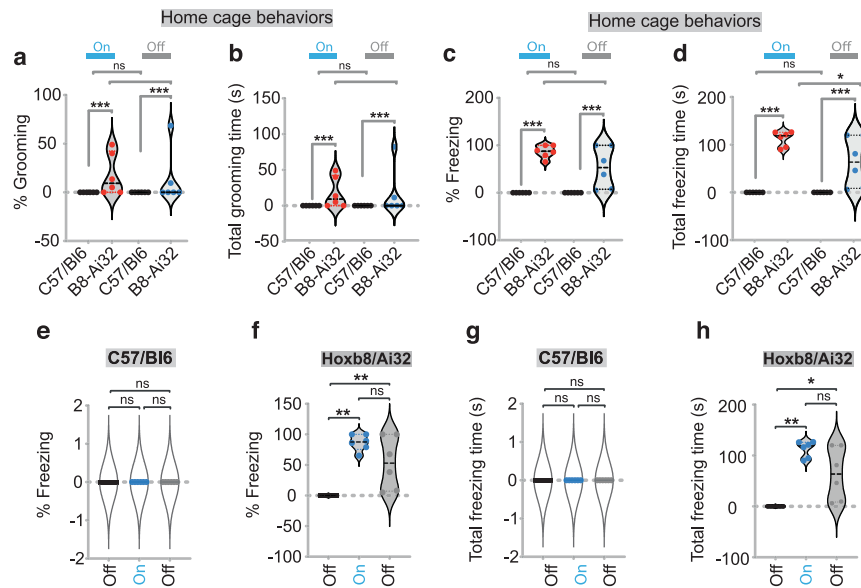 Home cage behaviors
Home cage behaviors
a
On
Off
ns
***
***
% Grooming
100
50
0
-50
C57/Bl6
B8-Ai32
C57/Bl6
B8-Ai32
b
On
Off
ns
***
***
Total grooming time (s)
150
100
50
0
-50
C57/Bl6
B8-Ai32
C57/Bl6
B8-Ai32
c
On
Off
ns
***
***
% Freezing
200
100
0
-100
C57/Bl6
B8-Ai32
C57/Bl6
B8-Ai32
d
On
Off
ns
*
***
***
Total freezing time (s)
200
100
0
-100
C57/Bl6
B8-Ai32
C57/Bl6
B8-Ai32
e
C57/Bl6
ns
ns
ns
% Freezing
2
1
0
-1
-2
Off
On
Off
f
Hoxb8/Ai32
**
ns
**
% Freezing
150
100
50
0
-50
-100
Off
On
Off
g
C57/Bl6
ns
ns
ns
Total freezing time (s)
2
1
0
-1
-2
Off
On
Off
h
Hoxb8/Ai32
*
ns
**
Total freezing time (s)
200
100
0
-100
Off
On
Off